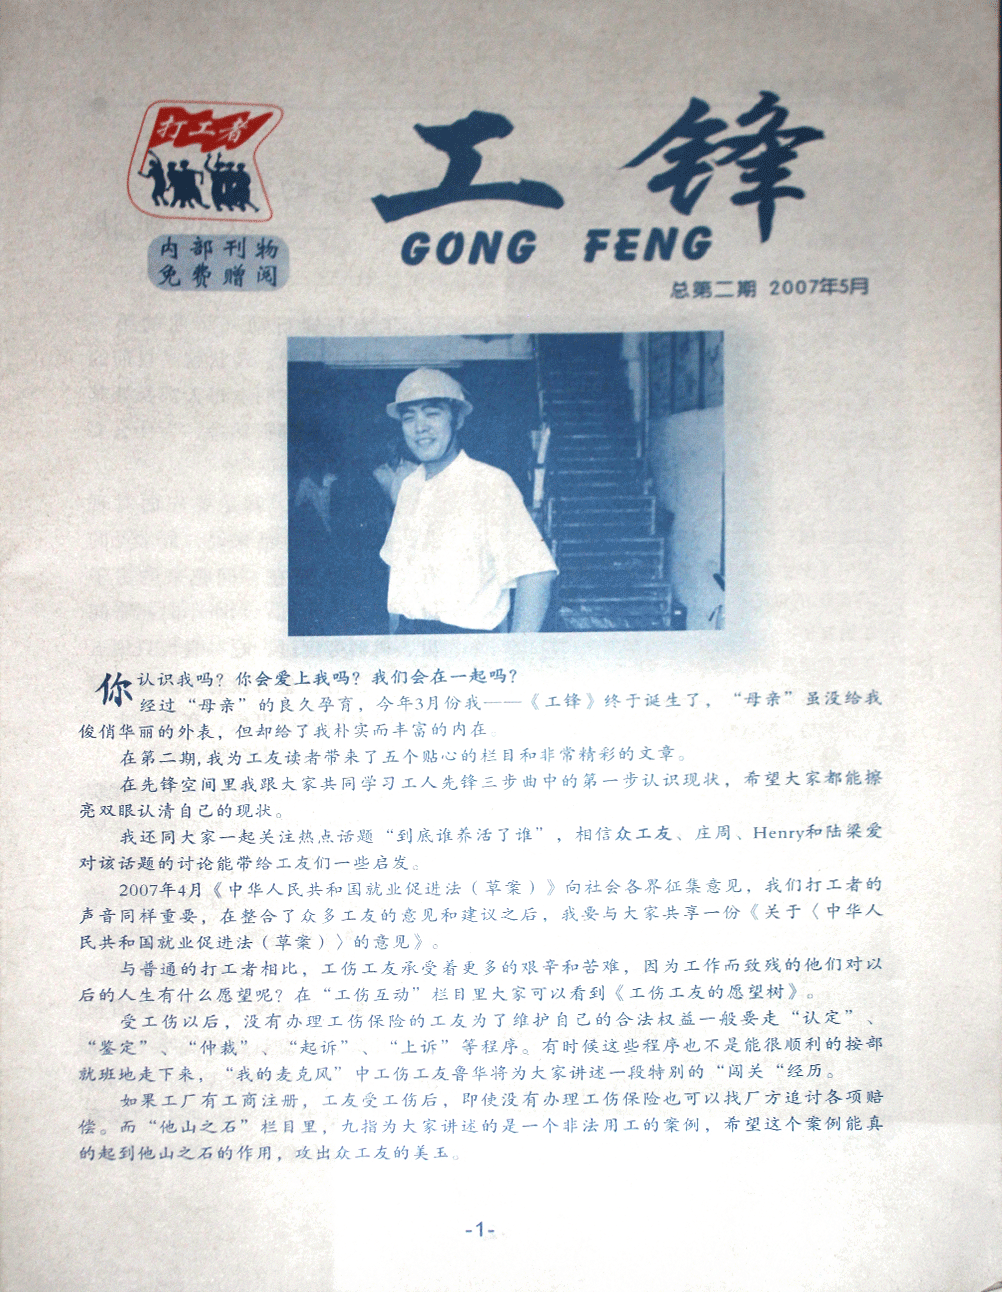 打工者
工锋
GONG FENG
内部刊物
免费赠阅
总第二期 2007年5月
你认识我吗？你会爱上我吗？我们会在一起吗？
经过“母亲”的良久孕育，今年3月份我——《工锋》终于诞生了，“母亲”虽没给我
俊俏华丽的外表，但却给了我朴实而丰富的内在。
在第二期,我为工友读者带来了五个贴心的栏目和非常精彩的文章。
在先锋空间里我跟大家共同学习工人先锋三步曲中的第一步认识现状，希望大家都能擦
亮双眼认清自己的现状。
我还同大家一起关注热点话题“到底谁养活了谁”，相信众工友、庄周、Henry和陆梁爱
对该话题的讨论能带给工友们一些启发。
2007年4月《中华人民共和国就业促进法（草案）》向社会各界征集意见，我们打工者的
声音同样重要，在整合了众多工友的意见和建议之后，我要与大家共享一份《关于〈中华人
民共和国就业促进法（草案）〉的意见》。
与普通的打工者相比，工伤工友承受着更多的艰辛和苦难，因为工作而致残的他们对以
后的人生有什么愿望呢？在“工伤互动”栏目里大家可以看到《工伤工友的愿望树》。
受工伤以后，没有办理工伤保险的工友为了维护自己的合法权益一般要走“认定”、
“鉴定”、“仲裁”、“起诉”、“上诉”等程序。有时候这些程序也不是能很顺利的按部
就班地走下来，“我的麦克风”中工伤工友鲁华将为大家讲述一段特别的“闯关“经历。
如果工厂有工商注册，工友受工伤后，即使没有办理工伤保险也可以找厂方追讨各项赔
偿。而“他山之石”栏目里，九指为大家讲述的是一个非法用工的案例，希望这个案例能真
的起到他山之石的作用，攻出众工友的美玉。
-1-